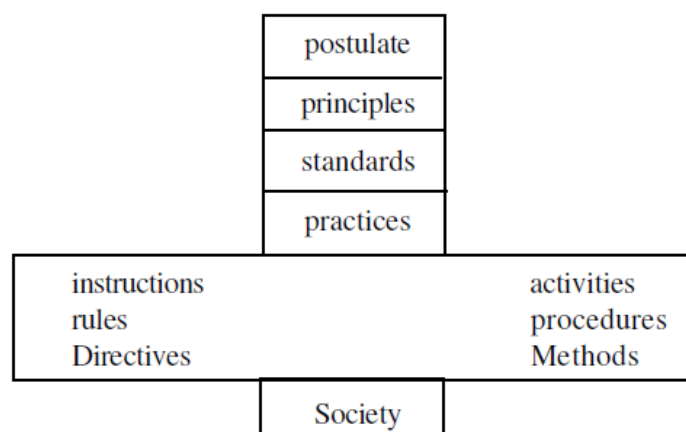 postulate
principles
standards
practices
instructions activities
rules procedures
Directives Methods
Society